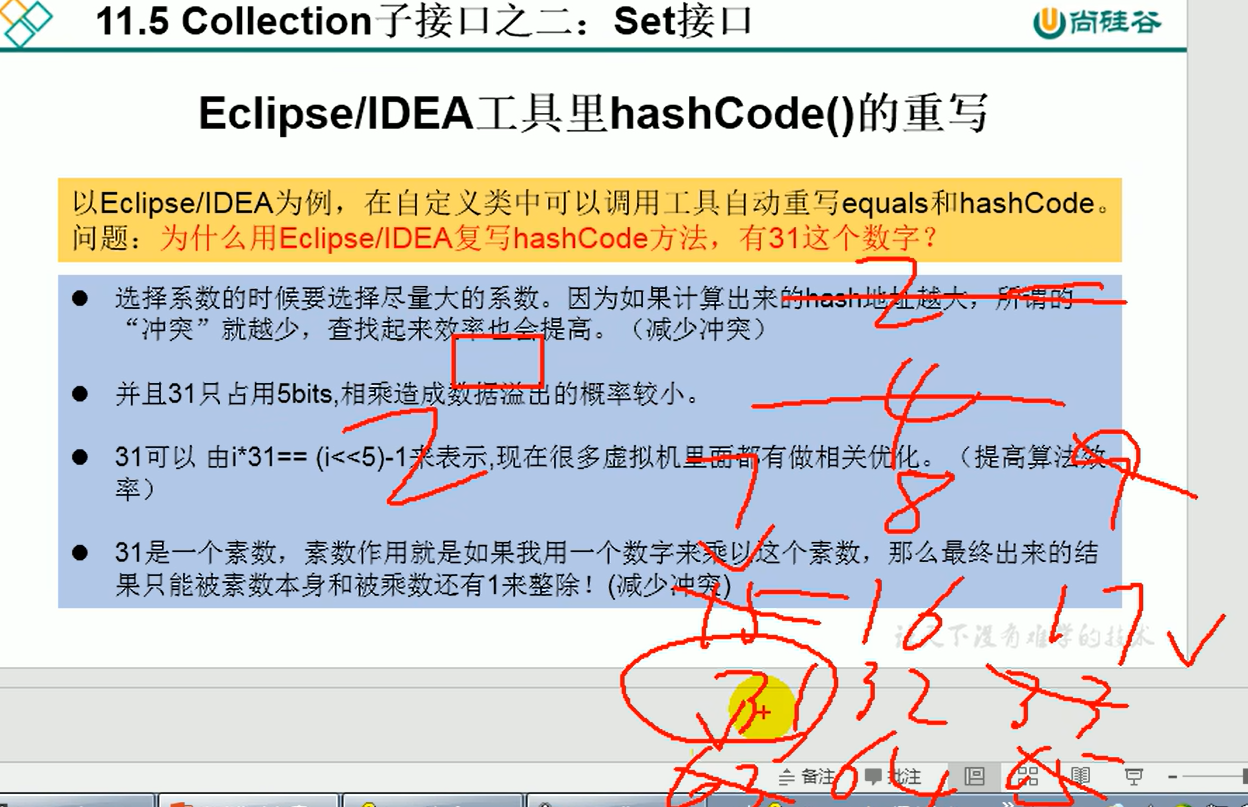 11.5 Collection子接口之二：Set接口
尚硅谷
Eclipse/IDEA工具里hashCode()的重写
以Eclipse/IDEA为例，在自定义类中可以调用工具自动重写equals和hashCode。
问题：为什么用Eclipse/IDEA复写hashCode方法，有31这个数字？
● 选择系数的时候要选择尽量大的系数。因为如果计算出来的hash地址越大，所谓的
“冲突”就越少，查找起来效率也会提高。（减少冲突）
● 并且31只占用5bits,相乘造成数据溢出的概率较小。
● 31可以 由i*31== (i<<5)-1来表示,现在很多虚拟机里面都有做相关优化。（提高算法效
率）
● 31是一个素数，素数作用就是如果我用一个数字来乘以这个素数，那么最终出来的结
果只能被素数本身和被乘数还有1来整除！(减少冲突)
2
4
2
7 8 9
15 16 17
让天下没有难学的技术
31 32 33
63 64 65
备注 批注